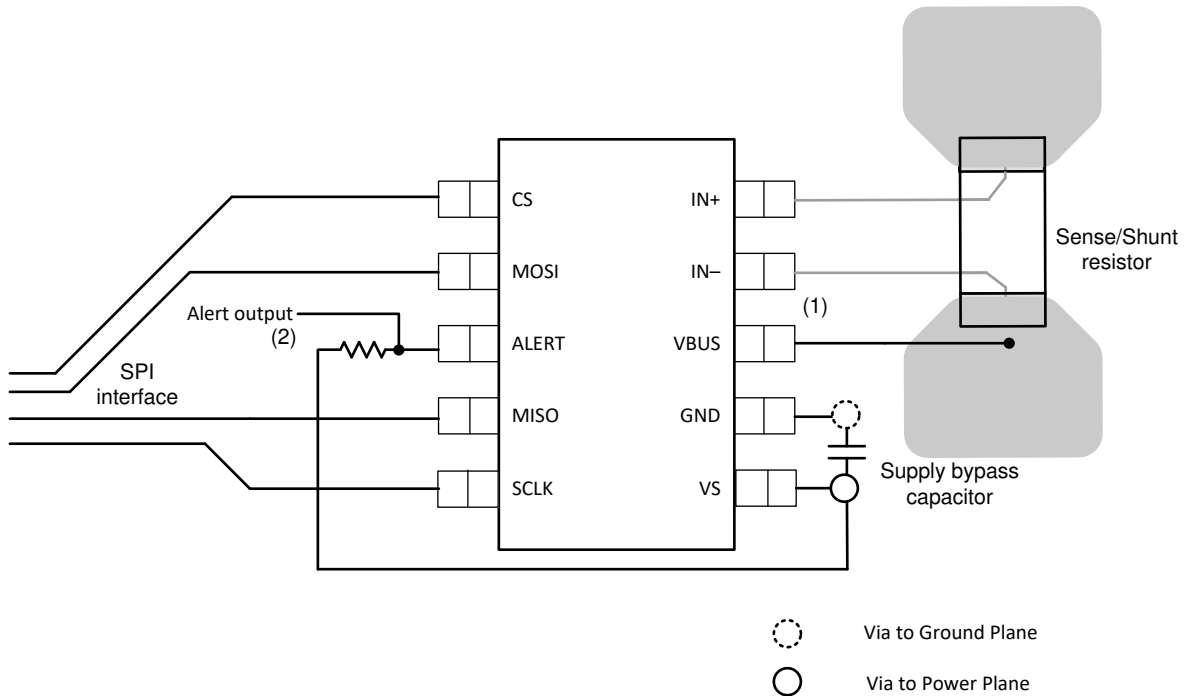 CS
MOSI
ALERT
MISO
SCLK
IN+
IN–
VBUS
GND
VS
Alert output
(2)
SPI
interface
(1)
Sense/Shunt
resistor
Supply bypass
capacitor
Via to Ground Plane
Via to Power Plane